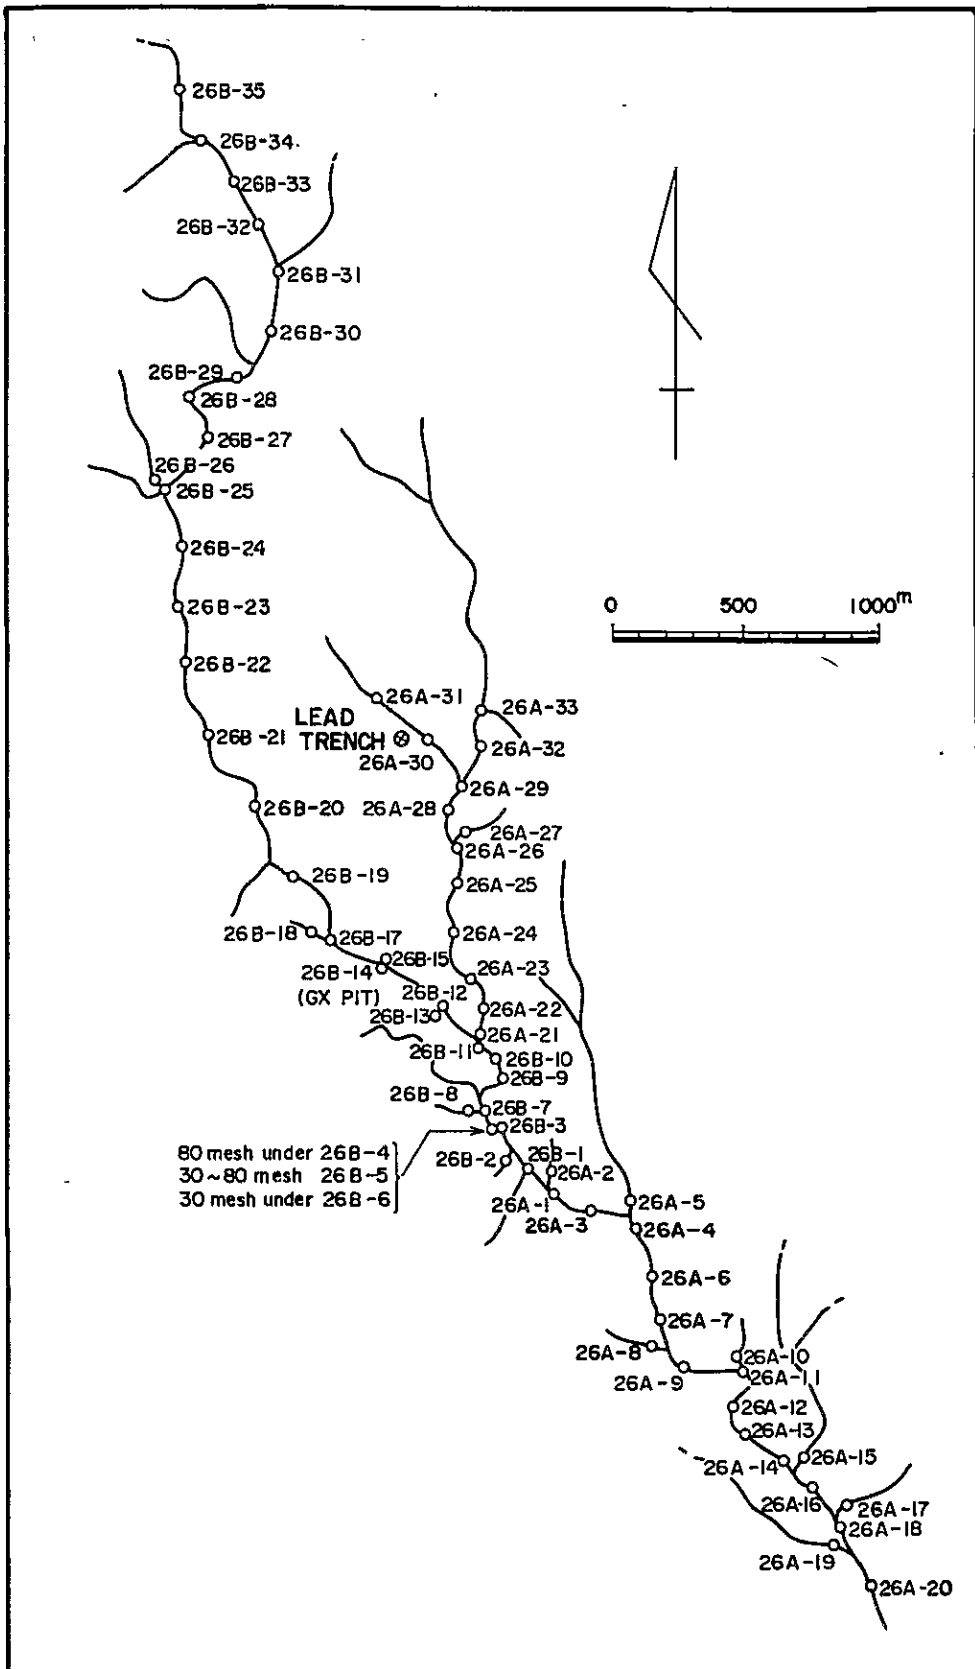 26B-35
26B-34.
26B-33
26B-32
26B-31
26B-30
26B-29
26B-28
26B-27
26B-26
26B-25
26B-24
0 500 1000m
26B-23
26B-22
26A-31
26A-33
LEAD
TRENCH
26B-21
26A-32
26A-30
26A-29
26B-20
26A-28
26A-27
26A-26
26B-19
26A-25
26B-18
26B-17
26A-24
26B-15
26B-14
(GX PIT)
26A-23
26B-12
26A-22
26B-13
26A-21
26B-11
26B-10
26B-9
26B-8
26B-7
26B-3
80 mesh under 26B-4
30~80 mesh 26B-5
30 mesh under 26B-6
26B-2
26B-1
26A-2
26A-1
26A-3
26A-5
26A-4
26A-6
26A-7
26A-8
26A-10
26A-9
26A-11
26A-12
26A-13
26A-14
26A-15
26A-16
26A-17
26A-18
26A-19
26A-20